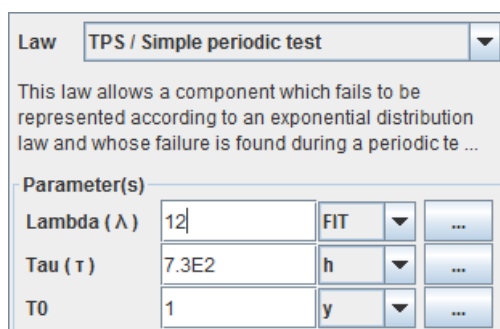 Law TPS / Simple periodic test
This law allows a component which fails to be
represented according to an exponential distribution
law and whose failure is found during a periodic te ...
Parameter(s)
Lambda ( λ ) 12 FIT ...
Tau ( τ ) 7.3E2 h ...
T0 1 y ...